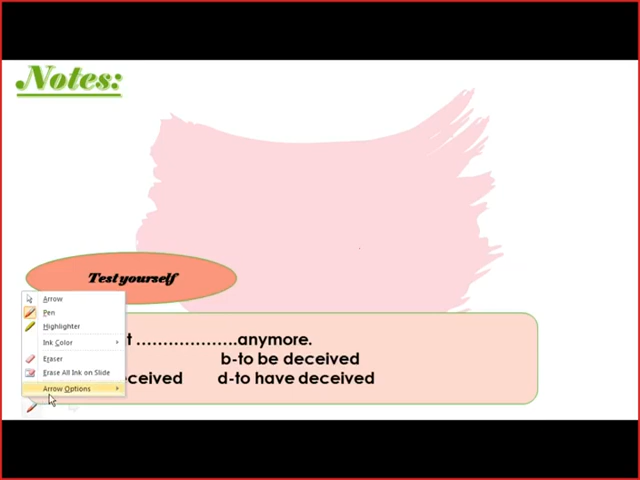 Notes:
Test yourself
Arrow
Pen
Highlighter
Ink Color
Eraser
Erase All Ink on Slide
Arrow Options
t ...................anymore.
b-to be deceived
eceived d-to have deceived